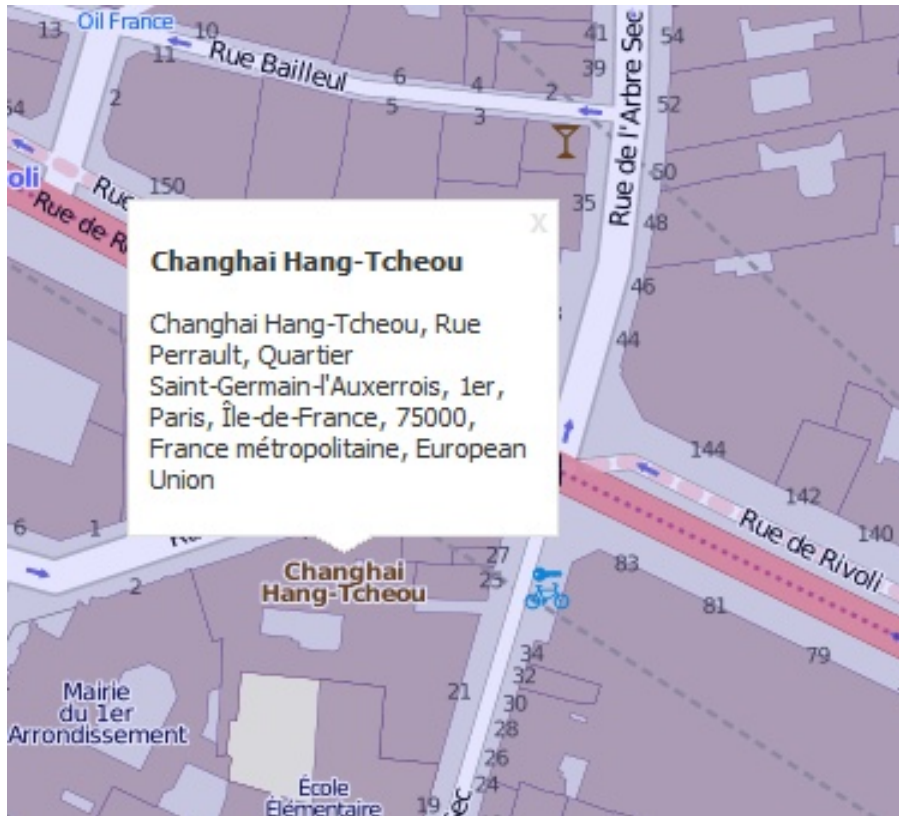 Oil France
13
10
11
Rue Bailleul
6
4
2
5
3
41
39
54
52
Rue de l'Arbre Sec
2
54
50
oli
Rue
150
35
48
Rue de R
X
Changhai Hang-Tcheou
46
Changhai Hang-Tcheou, Rue
Perrault, Quartier
Saint-Germain-l'Auxerrois, 1er,
Paris, Île-de-France, 75000,
France métropolitaine, European
Union
44
144
142
140
Rue de Rivoli
6
1
2
27
25
83
81
79
Changhai
Hang-Tcheou
34
32
30
28
26
24
21
19
Mairie
du 1er
Arrondissement
École
Élémentaire